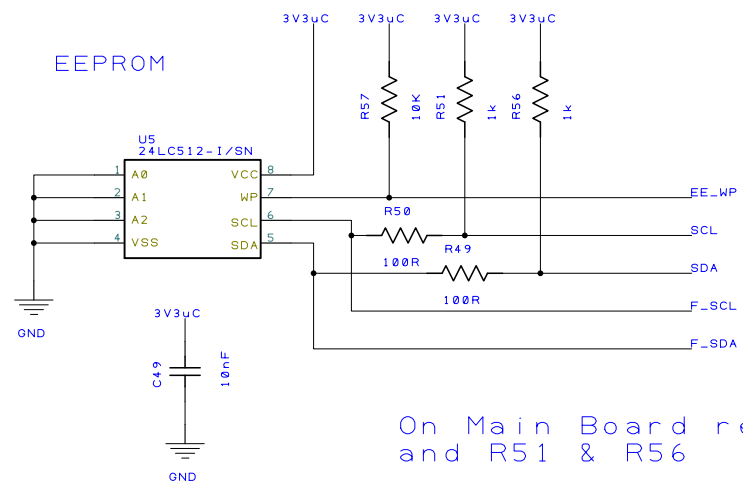 3V3uC 3V3uC 3V3uC 3V3uC
EEPROM
R57 10K R51 1k R56 1k
U5
24LC512-I/SN
1 A0 VCC 8
2 A1 WP 7 EE_WP
3 A2 SCL 6 R50 SCL
4 VSS SDA 5 R49 SDA
100R
100R
F_SCL
F_SDA
GND
3V3uC
C49 10nF
GND
On Main Board re
and R51 & R56